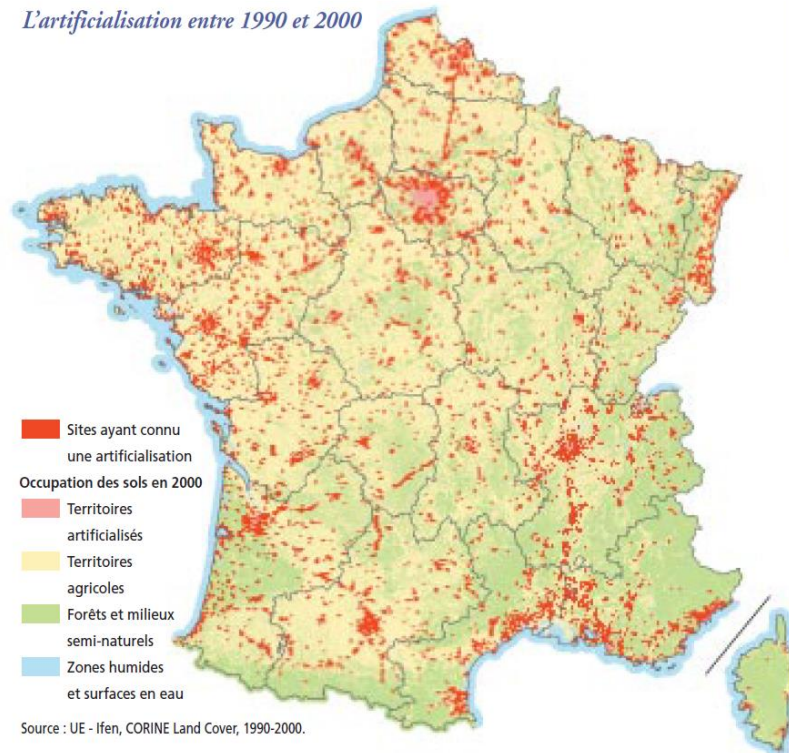 L'artificialisation entre 1990 et 2000
Sites ayant connu
une artificialisation
Occupation des sols en 2000
Territoires
artificialisés
Territoires
agricoles
Forêts et milieux
semi-naturels
Zones humides
et surfaces en eau
Source : UE - Ifen, CORINE Land Cover, 1990-2000.